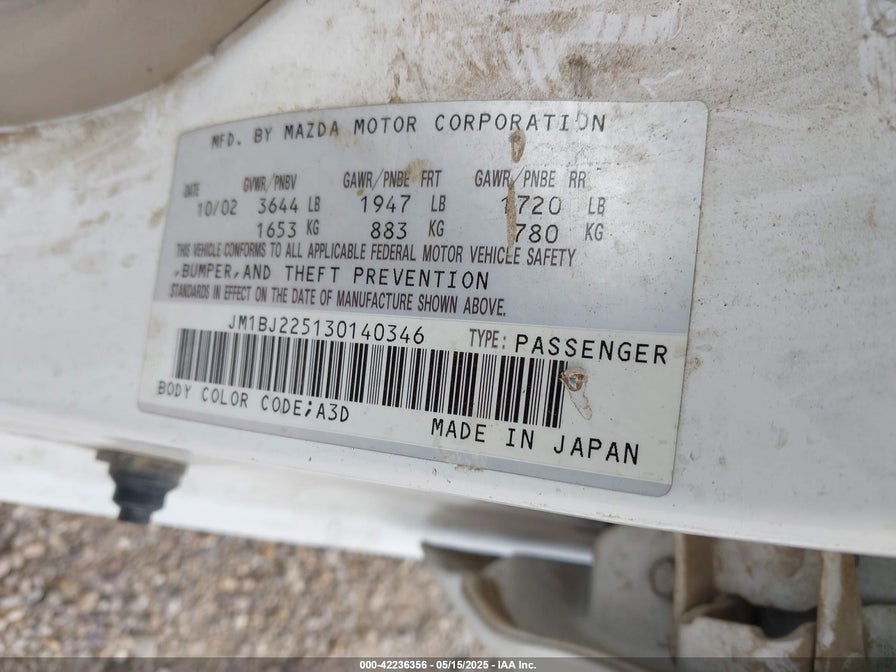 MFD. BY MAZDA MOTOR CORPORATION
DATE GVWR/PNBV GAWR/PNBE FRT GAWR/PNBE RR
10/02 3644 LB 1947 LB 1720 LB
1653 KG 883 KG 780 KG
THIS VEHICLE CONFORMS TO ALL APPLICABLE FEDERAL MOTOR VEHICLE SAFETY
,BUMPER,AND THEFT PREVENTION
STANDARDS IN EFFECT ON THE DATE OF MANUFACTURE SHOWN ABOVE.
JM1BJ225130140346 TYPE: PASSENGER
BODY COLOR CODE;A3D
MADE IN JAPAN
000-42236356 - 05/15/2025 - IAA Inc.